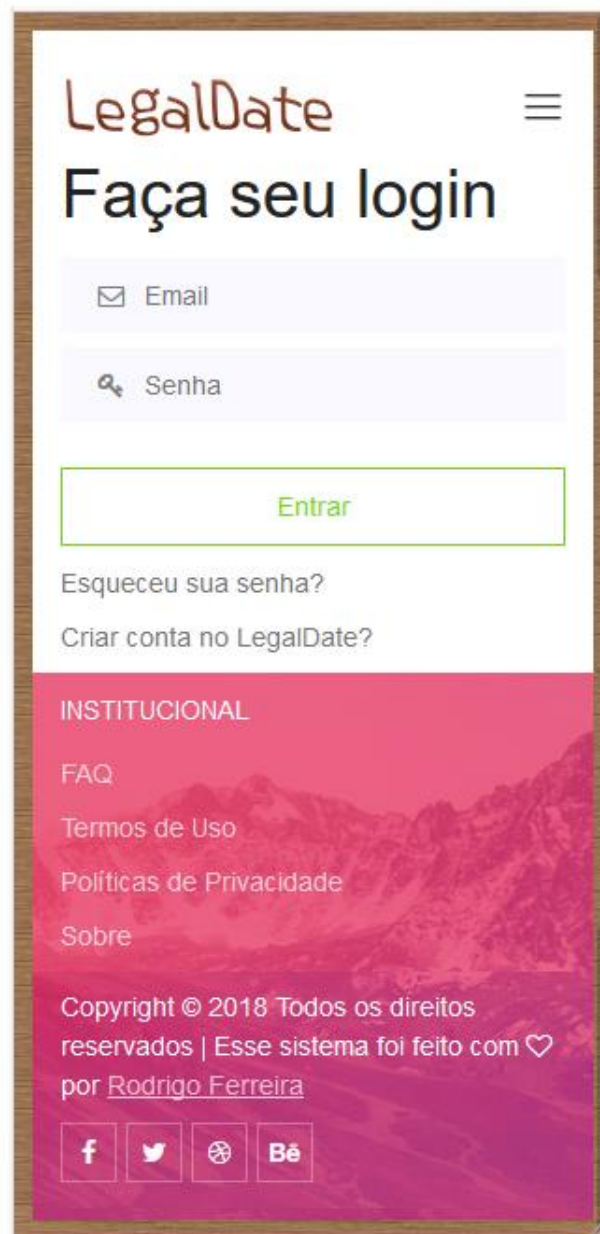 LegalDate
Faça seu login
Email
Senha
Entrar
Esqueceu sua senha?
Criar conta no LegalDate?
INSTITUCIONAL
FAQ
Termos de Uso
Políticas de Privacidade
Sobre
Copyright © 2018 Todos os direitos
reservados | Esse sistema foi feito com ♡
por Rodrigo Ferreira
Bē